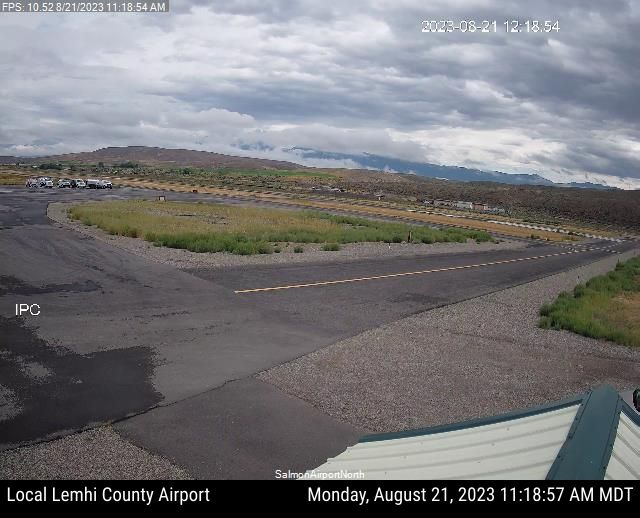 FPS: 10.52 8/21/2023 11:18:54 AM
2023-08-21 12:18:54
IPC
SalmonAirportNorth
Local Lemhi County Airport
Monday, August 21, 2023 11:18:57 AM MDT